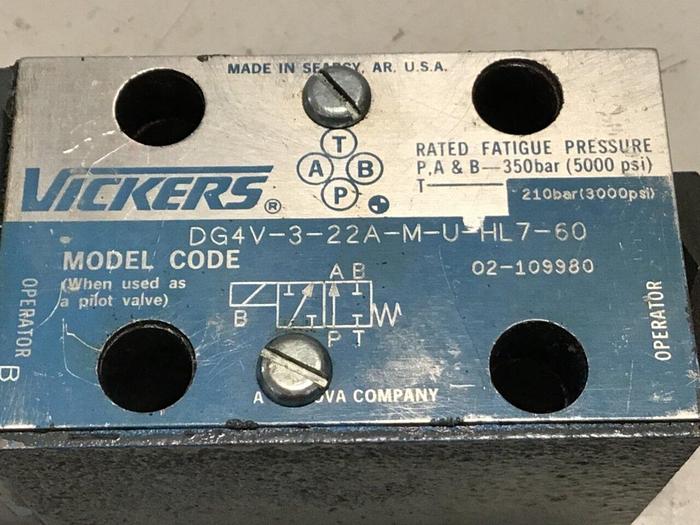 MADE IN SEARCY, AR. U.S.A.
T
A B
P
VICKERS ®
RATED FATIGUE PRESSURE
P,A & B—350bar (5000 psi)
T—
210bar(3000psi)
DG4V-3-22A-M-U-HL7-60
MODEL CODE
02-109980
(When used as
a pilot valve)
A B
B
P T
OPERATOR B
OPERATOR
A COMPANY